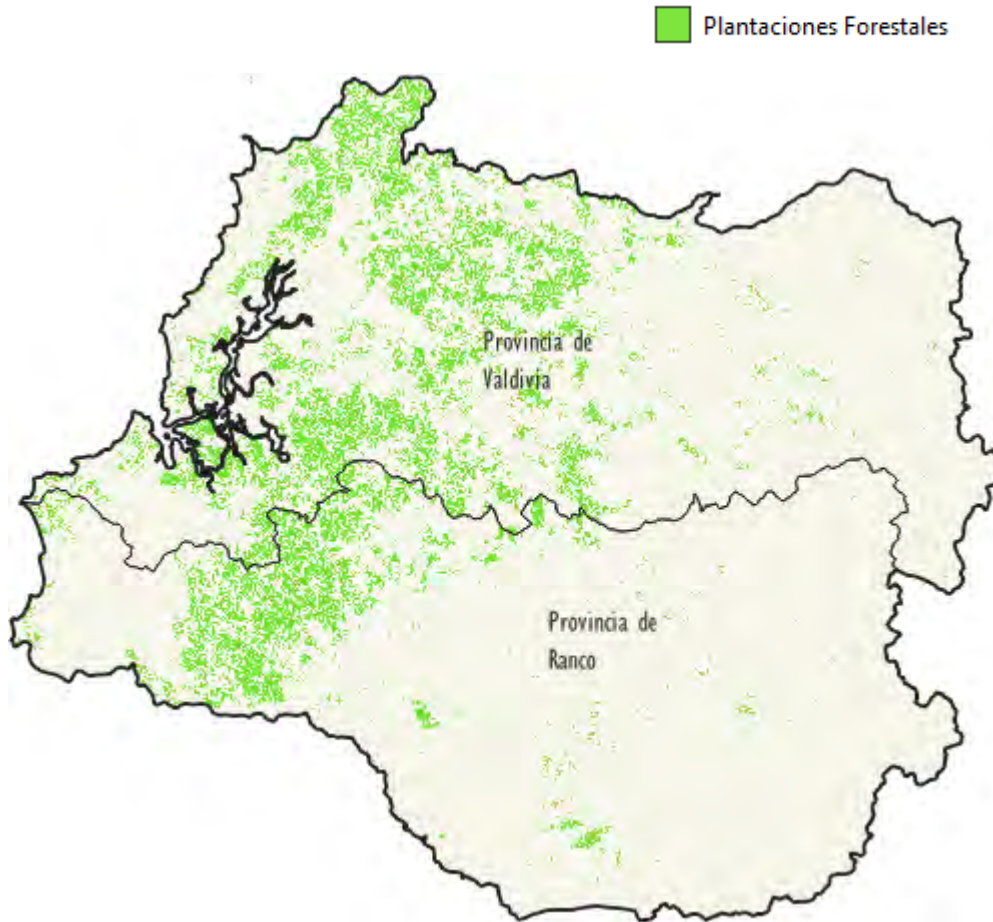 Plantaciones Forestales
Provincia de
Valdivia
Provincia de
Ranco